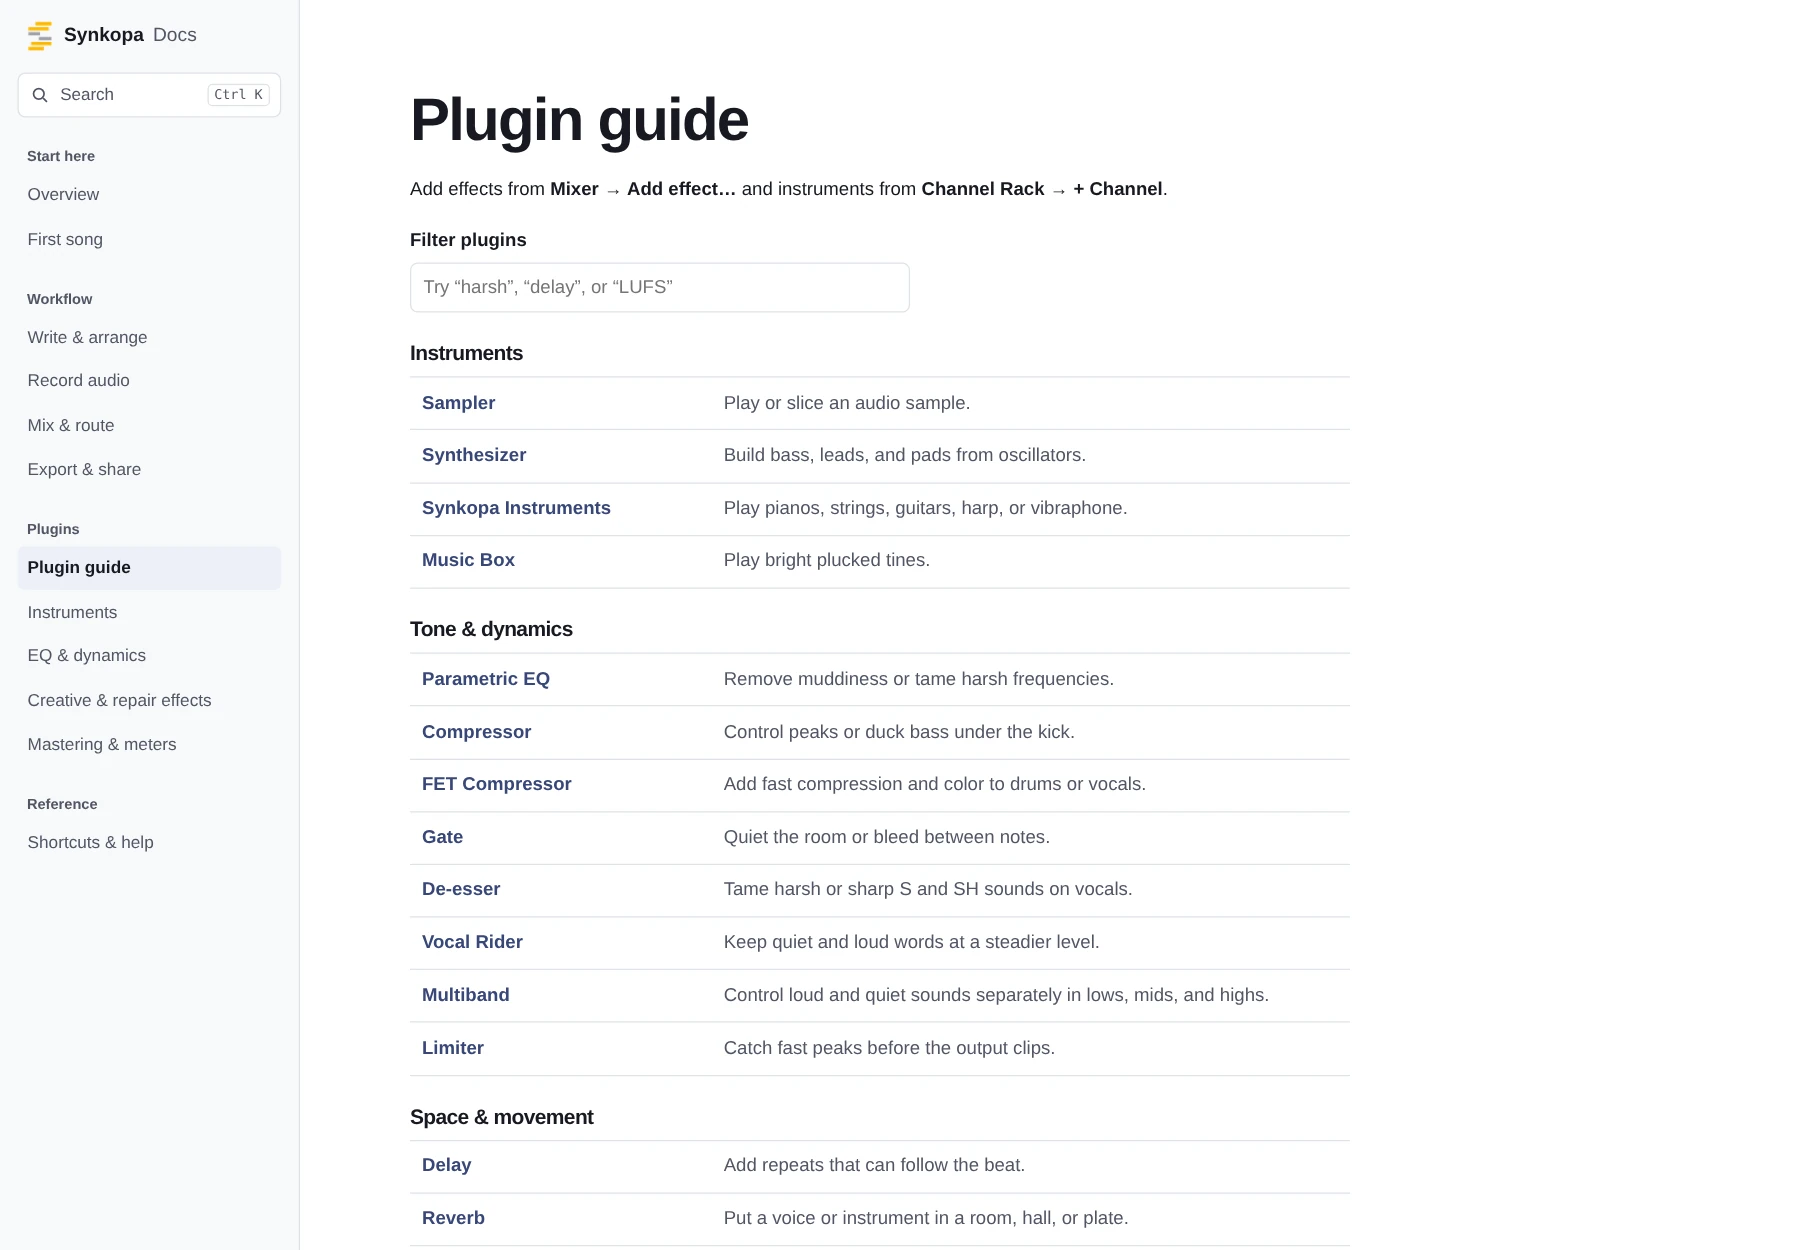 Synkopa Docs
Search Ctrl K
Start here
Overview
First song
Workflow
Write & arrange
Record audio
Mix & route
Export & share
Plugins
Plugin guide
Instruments
EQ & dynamics
Creative & repair effects
Mastering & meters
Reference
Shortcuts & help
Plugin guide
Add effects from Mixer → Add effect… and instruments from Channel Rack → + Channel.
Filter plugins
Try “harsh”, “delay”, or “LUFS”
Instruments
Sampler Play or slice an audio sample.
Synthesizer Build bass, leads, and pads from oscillators.
Synkopa Instruments Play pianos, strings, guitars, harp, or vibraphone.
Music Box Play bright plucked tines.
Tone & dynamics
Parametric EQ Remove muddiness or tame harsh frequencies.
Compressor Control peaks or duck bass under the kick.
FET Compressor Add fast compression and color to drums or vocals.
Gate Quiet the room or bleed between notes.
De-esser Tame harsh or sharp S and SH sounds on vocals.
Vocal Rider Keep quiet and loud words at a steadier level.
Multiband Control loud and quiet sounds separately in lows, mids, and highs.
Limiter Catch fast peaks before the output clips.
Space & movement
Delay Add repeats that can follow the beat.
Reverb Put a voice or instrument in a room, hall, or plate.